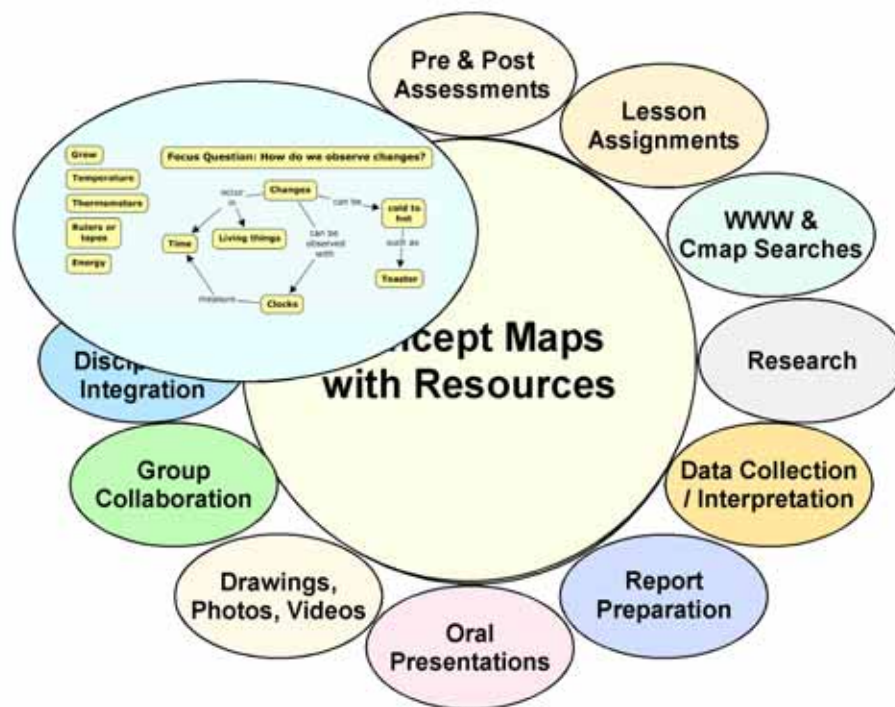 Pre & Post
Assessments
Lesson
Assignments
WWW &
Cmap Searches
Research
Data Collection
/ Interpretation
Report
Preparation
Oral
Presentations
Drawings,
Photos, Videos
Group
Collaboration
Integration
with Resources
Maps
Focus Question: How do we observe changes?
Grow
Temperature
Thermometers
Rulers or
tapes
Energy
Changes
occur
in
can be
cold to
hot
Time
Living things
can be
observed
with
such as
Toaster
measure
Clocks